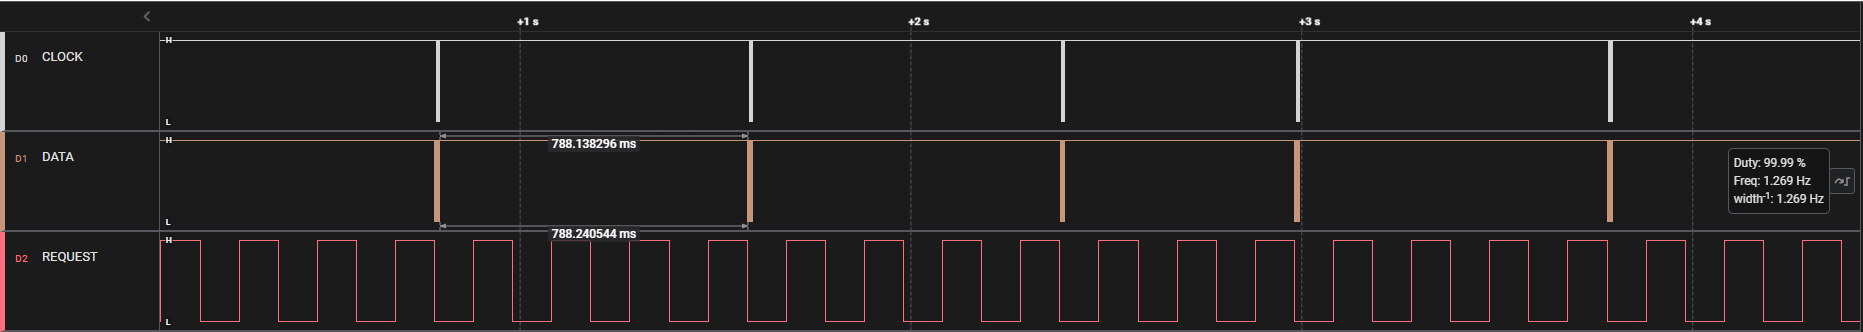 +1 s
+2 s
+3 s
+4 s
D0 CLOCK
H
L
D1 DATA
H
L
788.138296 ms
788.240544 ms
Duty: 99.99 %
Freq: 1.269 Hz
width⁻¹: 1.269 Hz
D2 REQUEST
H
L